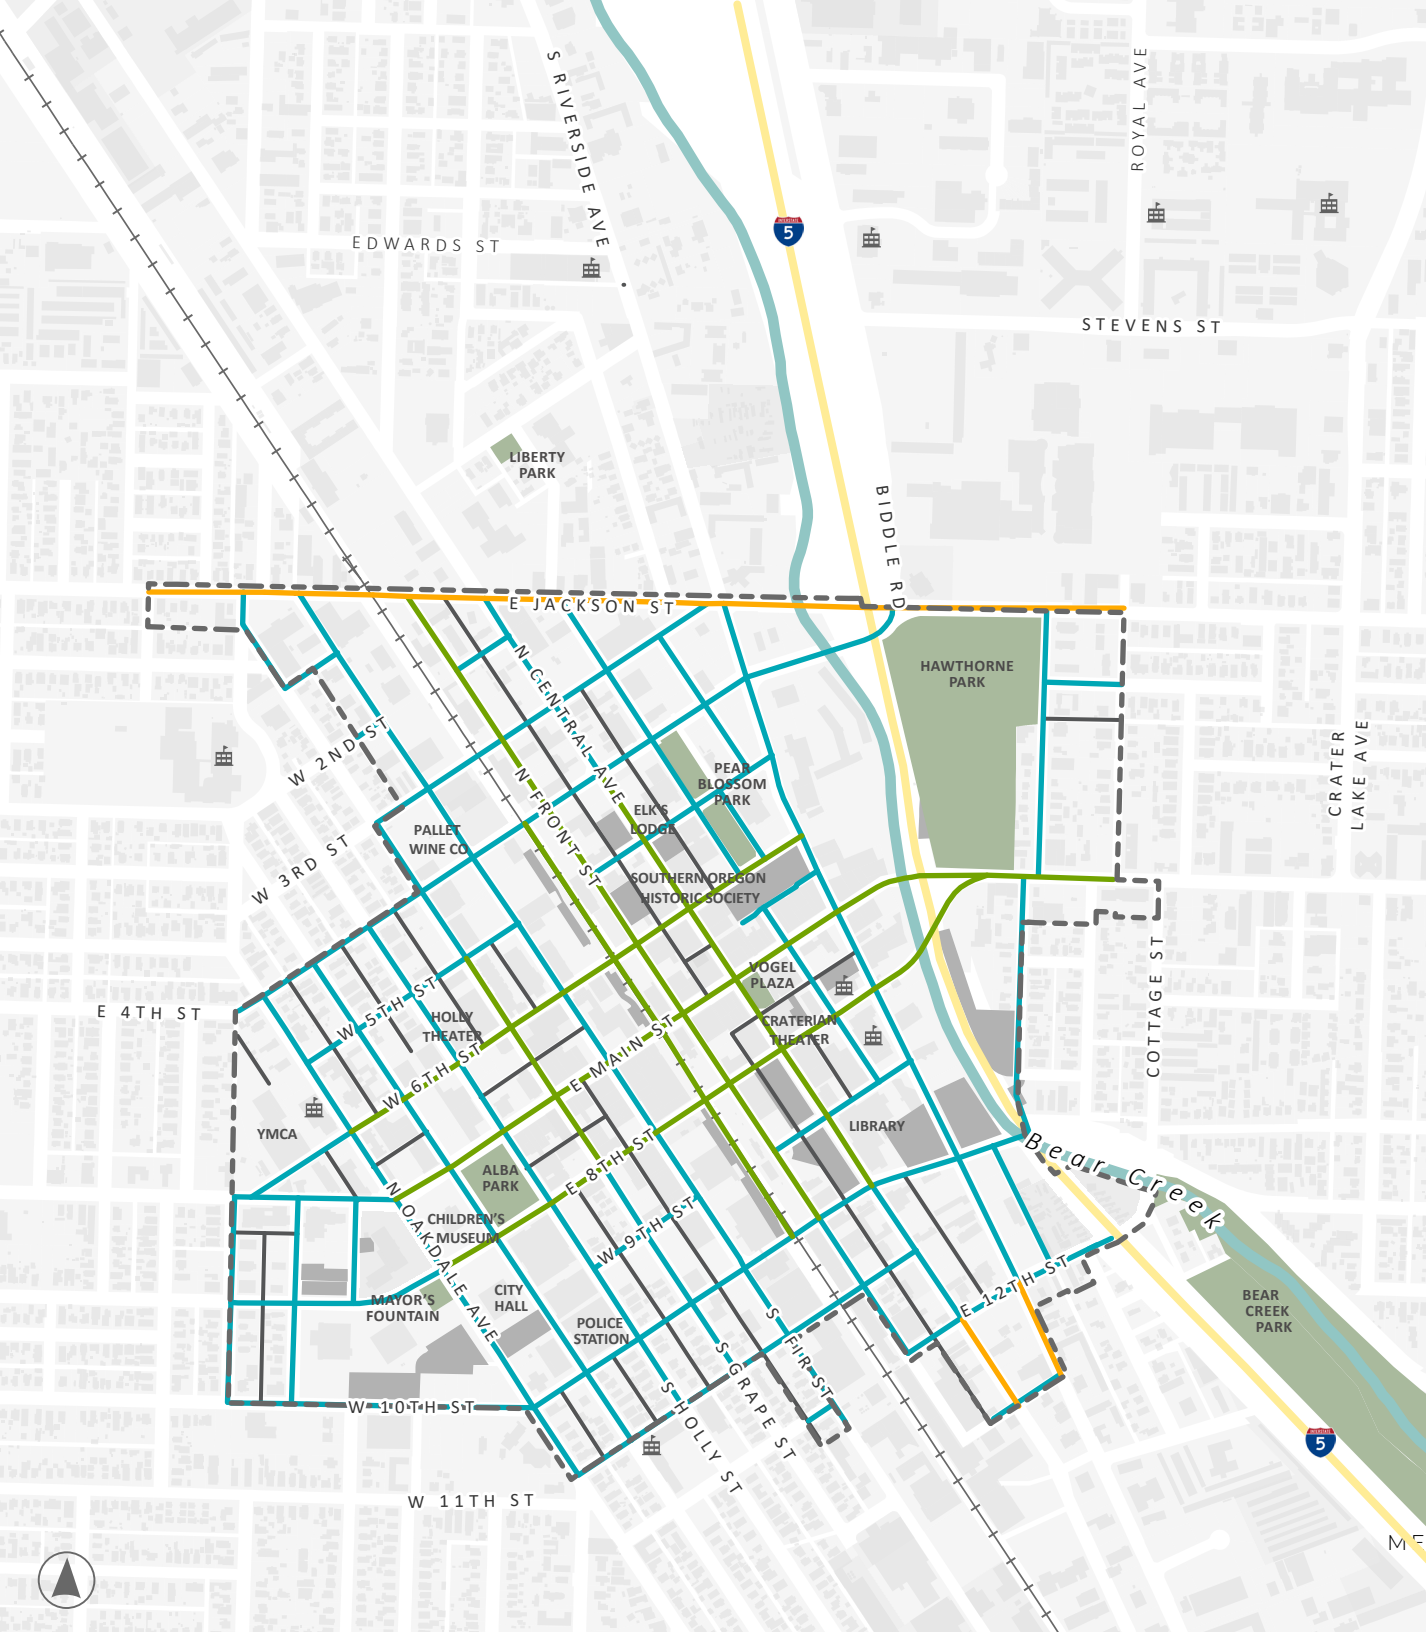 S RIVERSIDE AVE
ROYAL AVE
EDWARDS ST
INTERSTATE
5
STEVENS ST
LIBERTY
PARK
BIDDLE RD
E JACKSON ST
HAWTHORNE
PARK
N CENTRAL AVE
W 2ND ST
CRATER
LAKE AVE
PEAR
BLOSSOM
PARK
N FRONT ST
ELK'S
LODGE
PALLET
WINE CO
W 3RD ST
SOUTHERN OREGON
HISTORIC SOCIETY
COTTAGE ST
VOGEL
PLAZA
E 4TH ST
W 5TH ST
HOLLY
THEATER
CRATERIAN
THEATER
E MAIN ST
W 6TH ST
YMCA
LIBRARY
Bear Creek
E 8TH ST
ALBA
PARK
N OAKDALE AVE
CHILDREN'S
MUSEUM
W 9TH ST
E 12TH ST
CITY
HALL
MAYOR'S
FOUNTAIN
POLICE
STATION
BEAR
CREEK
PARK
S FIR ST
S GRAPE ST
S HOLLY ST
W 10TH ST
INTERSTATE
5
W 11TH ST